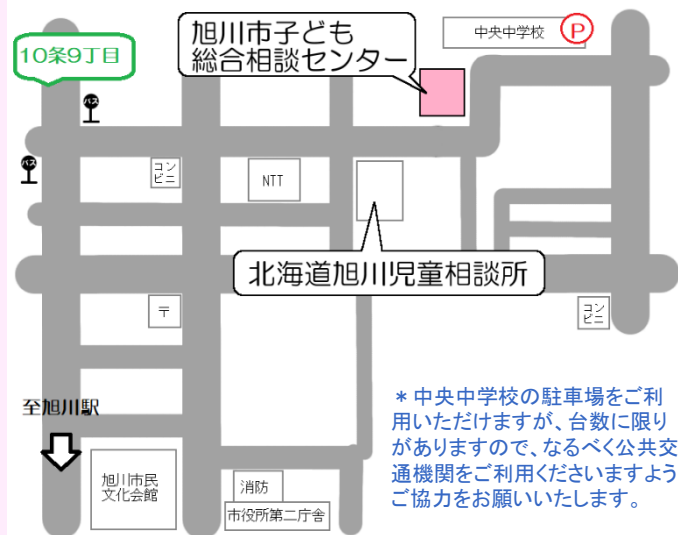 旭川市子ども
総合相談センター
中央中学校
P
10条9丁目
バス
バス
コン
ビニ
NTT
北海道旭川児童相談所
〒
コン
ビニ
至旭川駅
旭川市民
文化会館
消防
市役所第二庁舎
＊中央中学校の駐車場をご利
用いただけますが、台数に限り
がありますので、なるべく公共交
通機関をご利用くださいますよう
ご協力をお願いいたします。